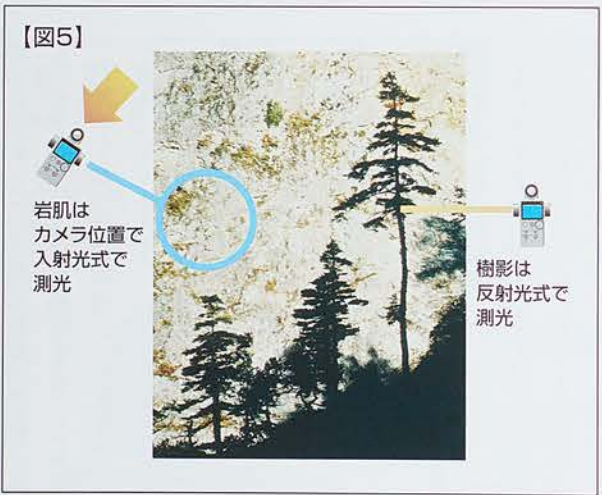 【図5】
岩肌は
カメラ位置で
入射光式で
測光
樹影は
反射光式で
測光